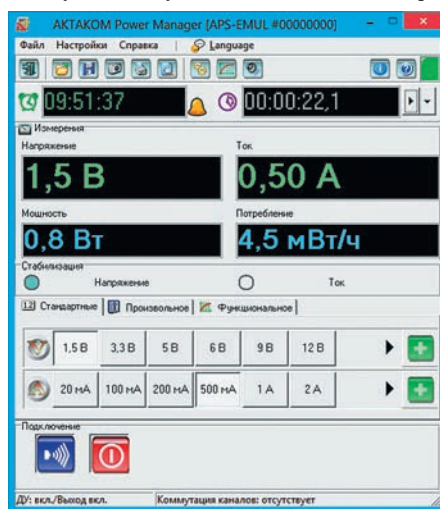 AKTAKOM Power Manager [APS-EMUL #00000000]
Файл Настройки Справка | Language
09:51:37 00:00:22,1
Измерения
Напряжение Ток
1,5 В 0,50 А
Мощность Потребление
0,8 Вт 4,5 мВт/ч
Стабилизация
Напряжение Ток
1.2 Стандартные Произвольное Функциональное
1,5 В 3,3 В 5 В 6 В 9 В 12 В
20 мА 100 мА 200 мА 500 мА 1 А 2 А
Подключение
ДУ: вкл./Выход вкл. Коммутация каналов: отсутствует